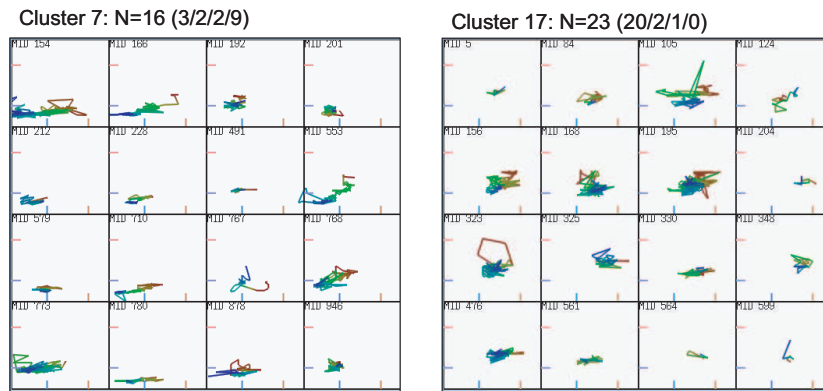 Cluster 7: N=16 (3/2/2/9)
Cluster 17: N=23 (20/2/1/0)
MID 154 MID 166 MID 192 MID 201
MID 5 MID 84 MID 105 MID 124
MID 212 MID 228 MID 491 MID 553
MID 156 MID 168 MID 195 MID 204
MID 579 MID 710 MID 767 MID 768
MID 323 MID 325 MID 330 MID 348
MID 773 MID 780 MID 878 MID 946
MID 476 MID 561 MID 564 MID 599